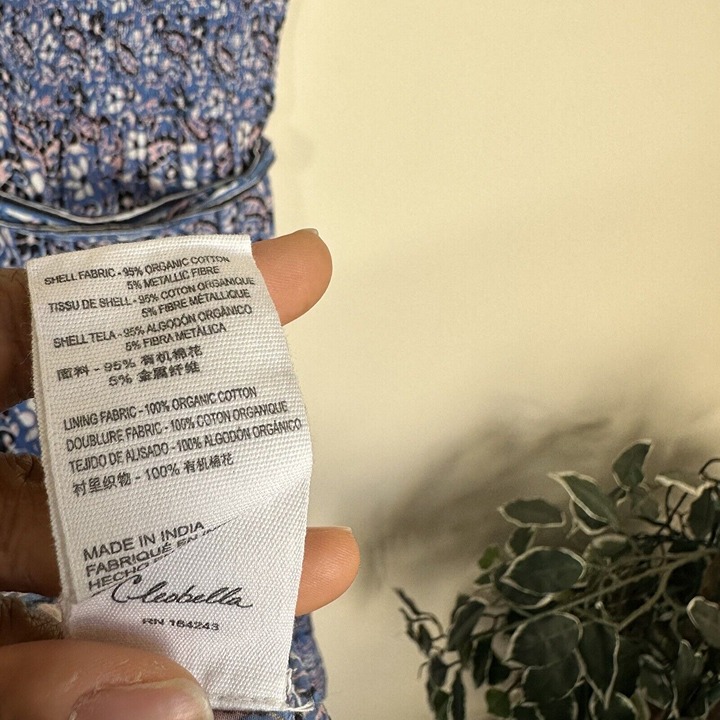 SHELL FABRIC - 95% ORGANIC COTTON
5% METALLIC FIBRE
TISSU DE SHELL - 95% COTON ORGANIQUE
5% FIBRE MÉTALLIQUE
SHELL TELA - 95% ALGODÓN ORGÁNICO
5% FIBRA METÁLICA
面料 - 95% 有机棉花
5% 金属纤维
LINING FABRIC - 100% ORGANIC COTTON
DOUBLURE FABRIC - 100% COTON ORGANIQUE
TEJIDO DE ALISADO - 100% ALGODÓN ORGÁNICO
衬里织物 - 100% 有机棉花
MADE IN INDIA
FABRIQUÉ EN
HECHO
Cleobella
RN 164243